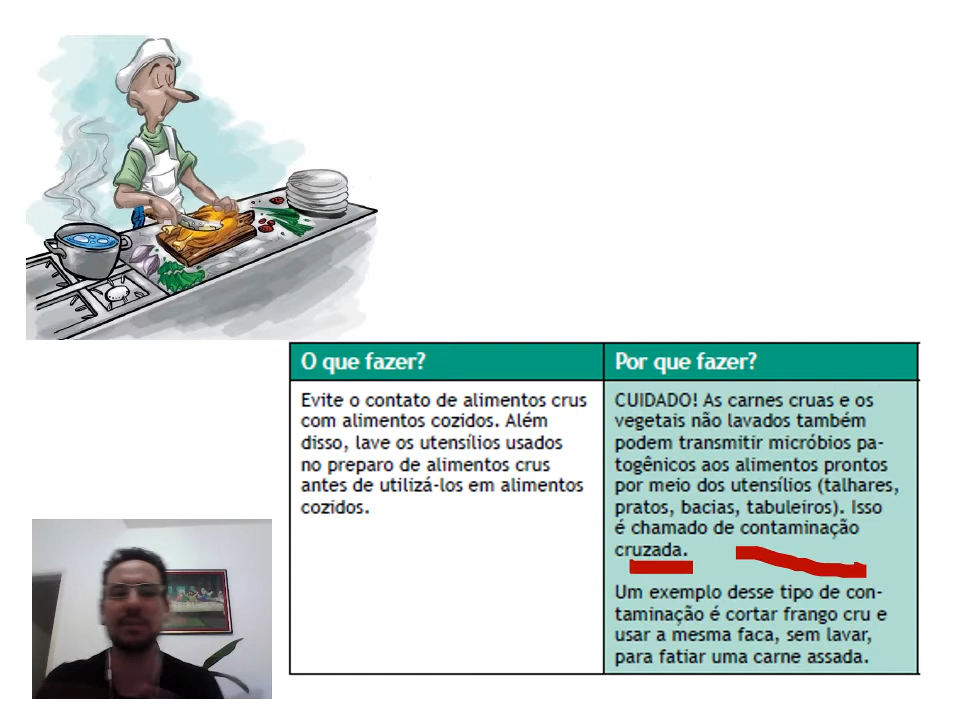 O que fazer?
Evite o contato de alimentos crus
com alimentos cozidos. Além
disso, lave os utensílios usados
no preparo de alimentos crus
antes de utilizá-los em alimentos
cozidos.
Por que fazer?
CUIDADO! As carnes cruas e os
vegetais não lavados também
podem transmitir micróbios pa-
togênicos aos alimentos prontos
por meio dos utensílios (talhares,
pratos, bacias, tabuleiros). Isso
é chamado de contaminação
cruzada.
Um exemplo desse tipo de con-
taminação é cortar frango cru e
usar a mesma faca, sem lavar,
para fatiar uma carne assada.